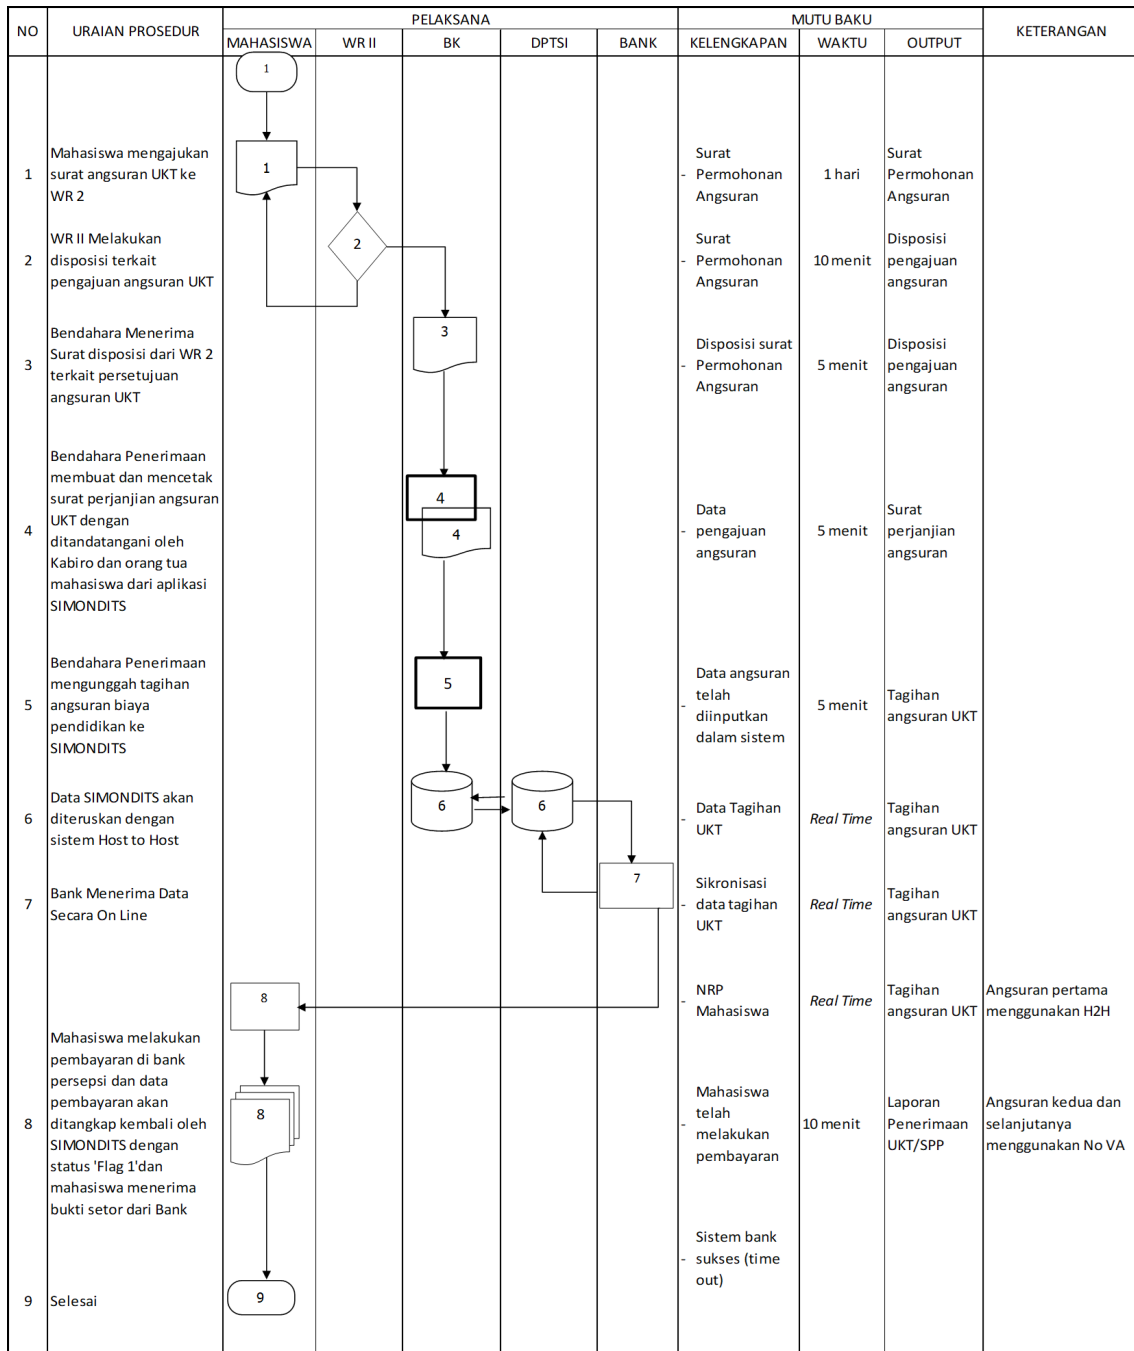 NO URAIAN PROSEDUR PELAKSANA MUTU BAKU KETERANGAN
MAHASISWA WR II BK DPTSI BANK KELENGKAPAN WAKTU OUTPUT
1
Mahasiswa mengajukan
surat angsuran UKT ke
WR 2
1
1
- Surat
Permohonan
Angsuran
1 hari
Surat
Permohonan
Angsuran
2
WR II Melakukan
disposisi terkait
pengajuan angsuran UKT
2
- Surat
Permohonan
Angsuran
10 menit
Disposisi
pengajuan
angsuran
3
Bendahara Menerima
Surat disposisi dari WR 2
terkait persetujuan
angsuran UKT
3
- Disposisi surat
Permohonan
Angsuran
5 menit
Disposisi
pengajuan
angsuran
4
Bendahara Penerimaan
membuat dan mencetak
surat perjanjian angsuran
UKT dengan
ditandatangani oleh
Kabiro dan orang tua
mahasiswa dari aplikasi
SIMONDITS
4
4
- Data
pengajuan
angsuran
5 menit
Surat
perjanjian
angsuran
5
Bendahara Penerimaan
mengunggah tagihan
angsuran biaya
pendidikan ke
SIMONDITS
5
- Data angsuran
telah
diinputkan
dalam sistem
5 menit
Tagihan
angsuran UKT
6
Data SIMONDITS akan
diteruskan dengan
sistem Host to Host
6
6
- Data Tagihan
UKT
Real Time
Tagihan
angsuran UKT
7
Bank Menerima Data
Secara On Line
7
- Sikronisasi
data tagihan
UKT
Real Time
Tagihan
angsuran UKT
8
- NRP
Mahasiswa
Real Time
Tagihan
angsuran UKT
Angsuran pertama
menggunakan H2H
8
Mahasiswa melakukan
pembayaran di bank
persepsi dan data
pembayaran akan
ditangkap kembali oleh
SIMONDITS dengan
status 'Flag 1'dan
mahasiswa menerima
bukti setor dari Bank
8
- Mahasiswa
telah
melakukan
pembayaran
10 menit
Laporan
Penerimaan
UKT/SPP
Angsuran kedua dan
selanjutanya
menggunakan No VA
- Sistem bank
sukses (time
out)
9
Selesai
9